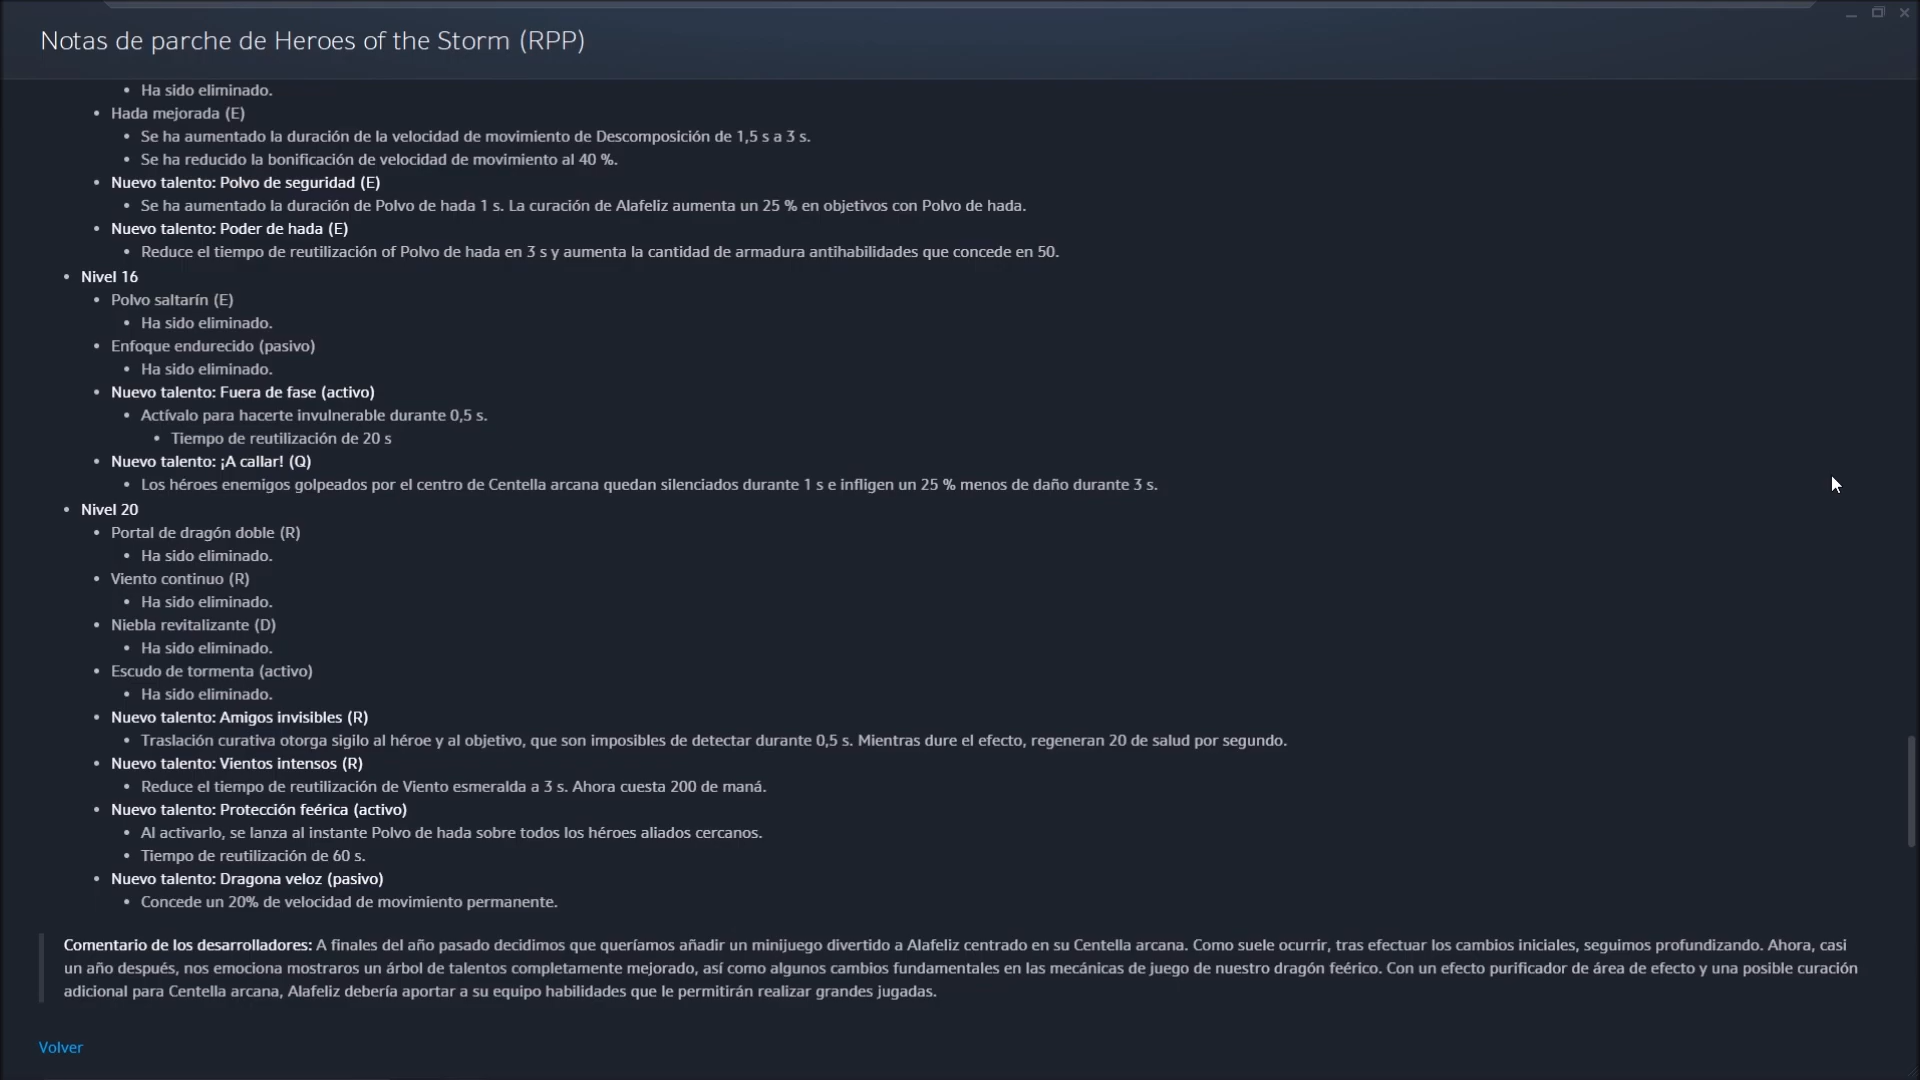 Notas de parche de Heroes of the Storm (RPP)
• Ha sido eliminado.
• Hada mejorada (E)
• Se ha aumentado la duración de la velocidad de movimiento de Descomposición de 1,5 s a 3 s.
• Se ha reducido la bonificación de velocidad de movimiento al 40 %.
• Nuevo talento: Polvo de seguridad (E)
• Se ha aumentado la duración de Polvo de hada 1 s. La curación de Alafeliz aumenta un 25 % en objetivos con Polvo de hada.
• Nuevo talento: Poder de hada (E)
• Reduce el tiempo de reutilización of Polvo de hada en 3 s y aumenta la cantidad de armadura antihabilidades que concede en 50.
• Nivel 16
• Polvo saltarín (E)
• Ha sido eliminado.
• Enfoque endurecido (pasivo)
• Ha sido eliminado.
• Nuevo talento: Fuera de fase (activo)
• Actívalo para hacerte invulnerable durante 0,5 s.
• Tiempo de reutilización de 20 s
• Nuevo talento: ¡A callar! (Q)
• Los héroes enemigos golpeados por el centro de Centella arcana quedan silenciados durante 1 s e infligen un 25 % menos de daño durante 3 s.
• Nivel 20
• Portal de dragón doble (R)
• Ha sido eliminado.
• Viento continuo (R)
• Ha sido eliminado.
• Niebla revitalizante (D)
• Ha sido eliminado.
• Escudo de tormenta (activo)
• Ha sido eliminado.
• Nuevo talento: Amigos invisibles (R)
• Traslación curativa otorga sigilo al héroe y al objetivo, que son imposibles de detectar durante 0,5 s. Mientras dure el efecto, regeneran 20 de salud por segundo.
• Nuevo talento: Vientos intensos (R)
• Reduce el tiempo de reutilización de Viento esmeralda a 3 s. Ahora cuesta 200 de maná.
• Nuevo talento: Protección feérica (activo)
• Al activarlo, se lanza al instante Polvo de hada sobre todos los héroes aliados cercanos.
• Tiempo de reutilización de 60 s.
• Nuevo talento: Dragona veloz (pasivo)
• Concede un 20% de velocidad de movimiento permanente.
Comentario de los desarrolladores: A finales del año pasado decidimos que queríamos añadir un minijuego divertido a Alafeliz centrado en su Centella arcana. Como suele ocurrir, tras efectuar los cambios iniciales, seguimos profundizando. Ahora, casi
un año después, nos emociona mostraros un árbol de talentos completamente mejorado, así como algunos cambios fundamentales en las mecánicas de juego de nuestro dragón feérico. Con un efecto purificador de área de efecto y una posible curación
adicional para Centella arcana, Alafeliz debería aportar a su equipo habilidades que le permitirán realizar grandes jugadas.
Volver